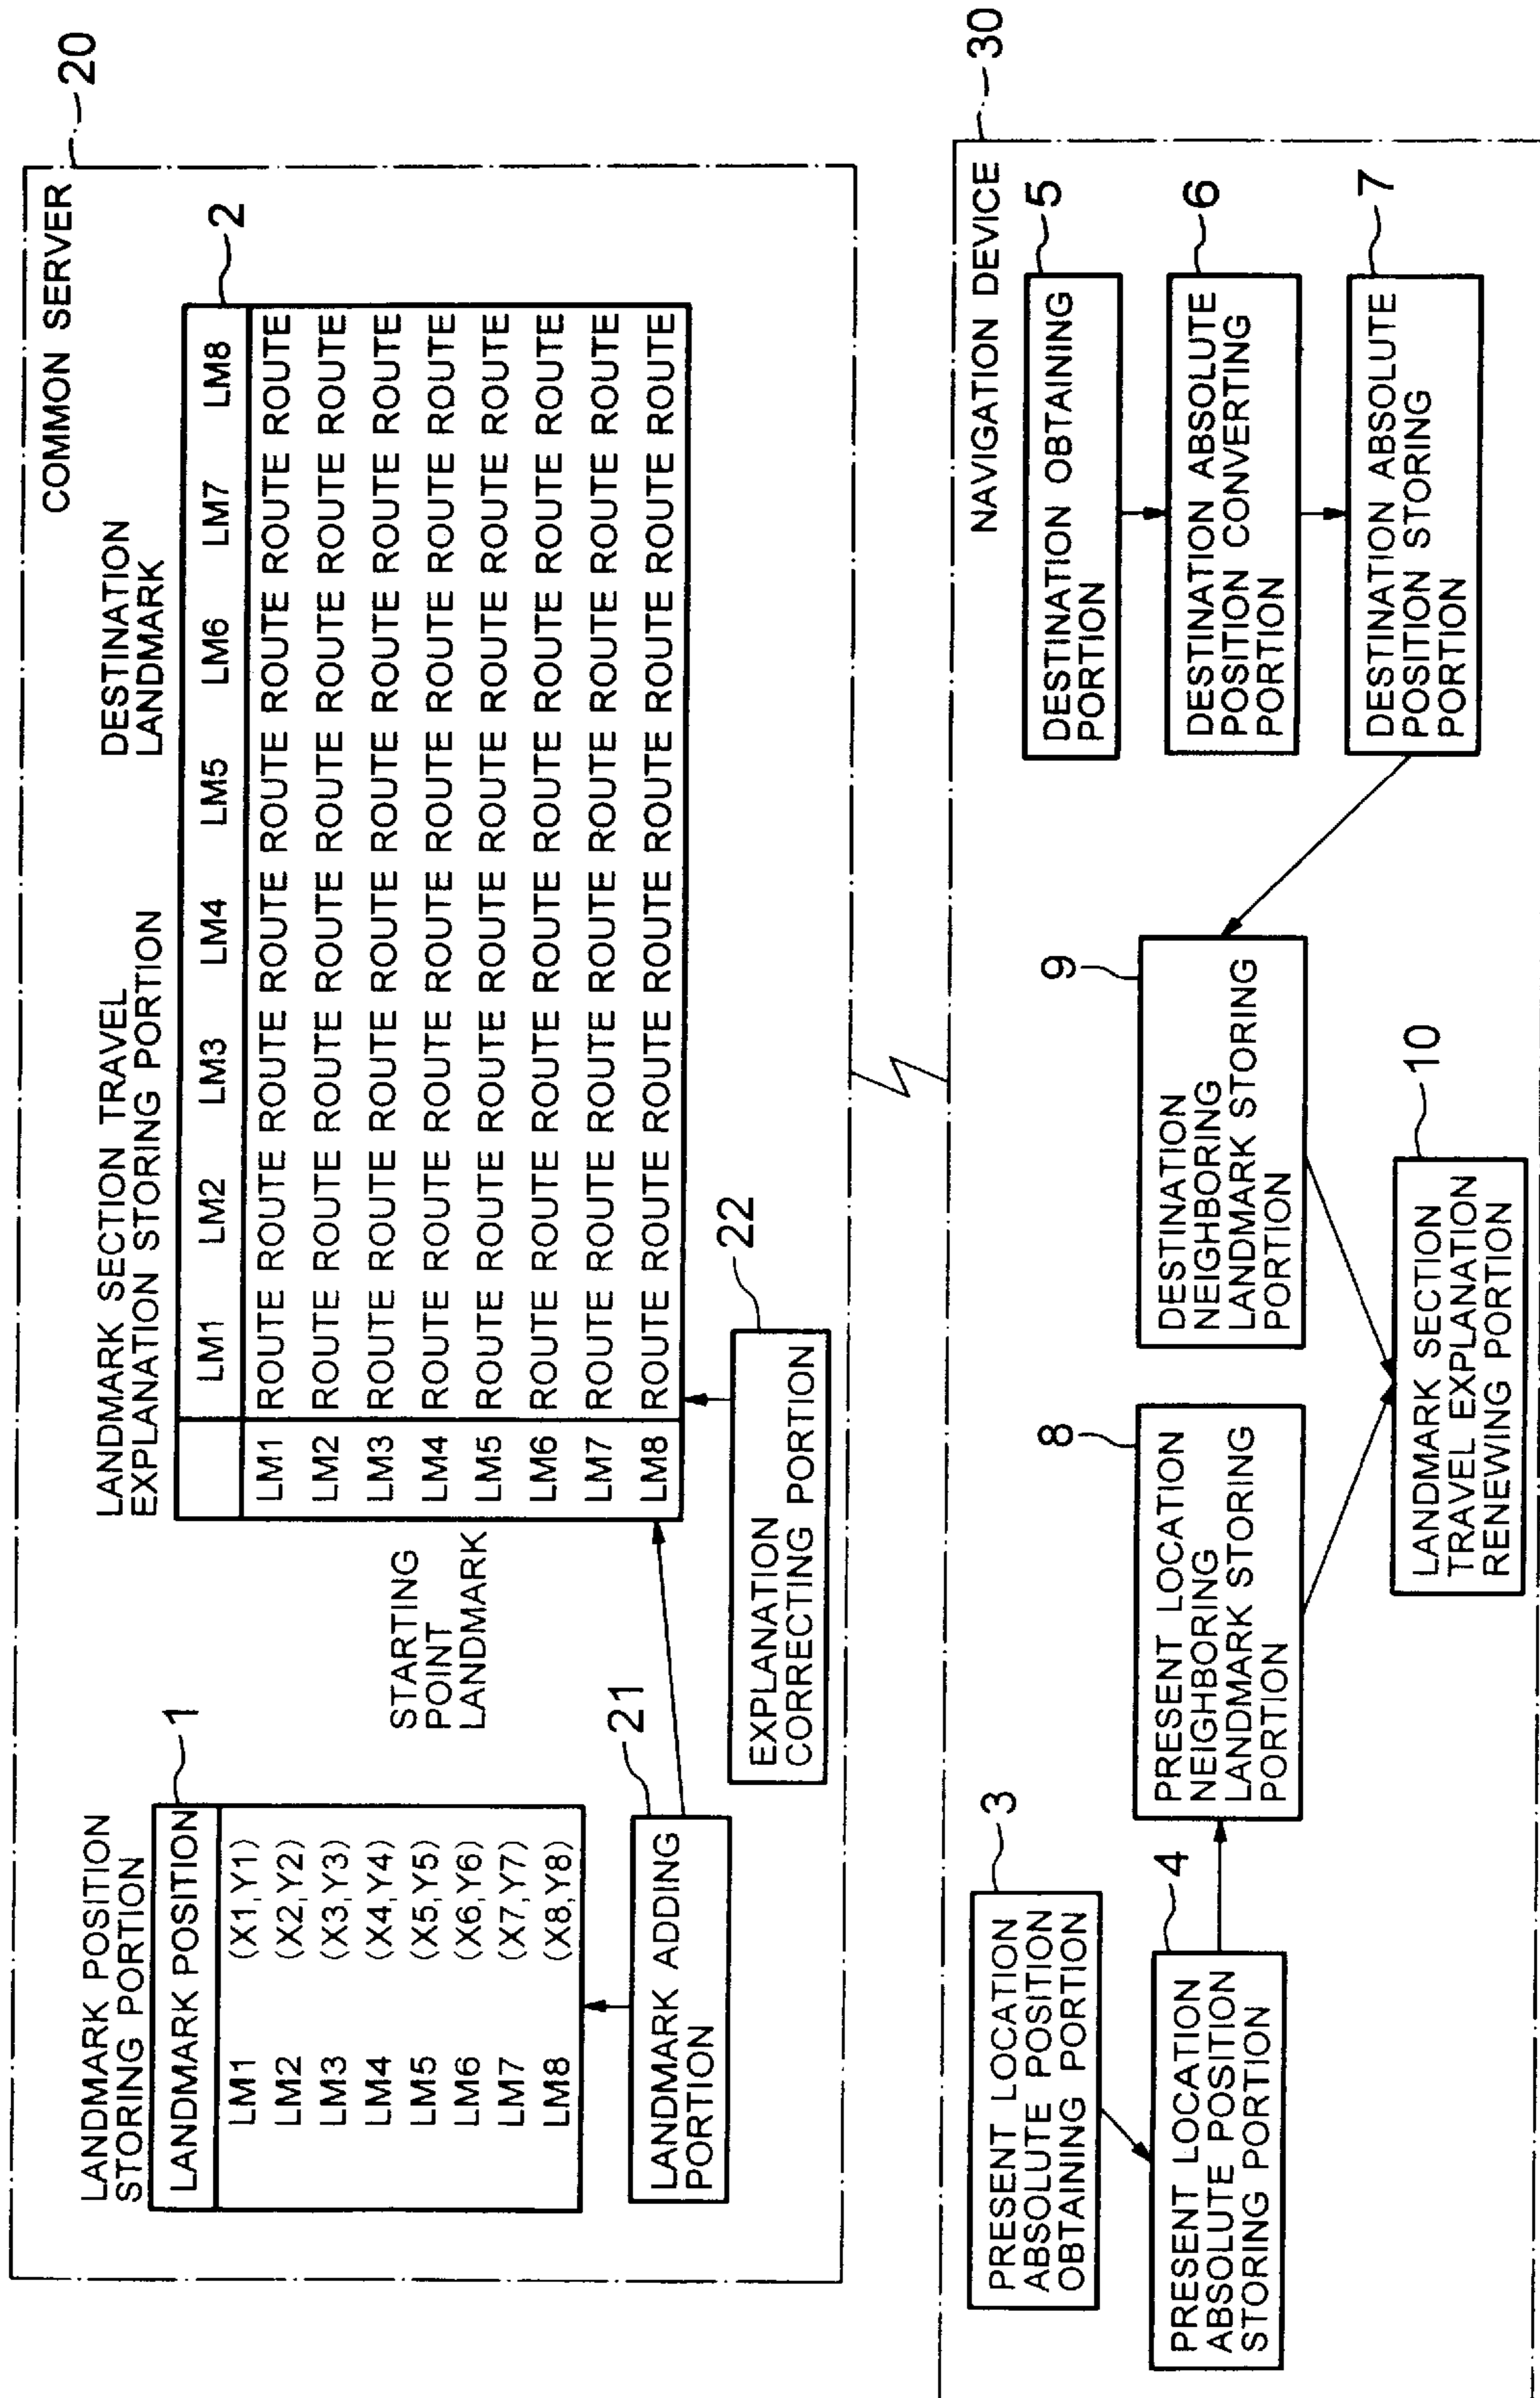 COMMON SERVER
20
LANDMARK POSITION
STORING PORTION
1
LANDMARK POSITION
LM1 (X1,Y1)
LM2 (X2,Y2)
LM3 (X3,Y3)
LM4 (X4,Y4)
LM5 (X5,Y5)
LM6 (X6,Y6)
LM7 (X7,Y7)
LM8 (X8,Y8)
LANDMARK ADDING
PORTION
21
LANDMARK SECTION TRAVEL
EXPLANATION STORING PORTION
DESTINATION
LANDMARK
2
STARTING
POINT
LANDMARK
LM1 LM2 LM3 LM4 LM5 LM6 LM7 LM8
LM1 ROUTE ROUTE ROUTE ROUTE ROUTE ROUTE ROUTE ROUTE
LM2 ROUTE ROUTE ROUTE ROUTE ROUTE ROUTE ROUTE ROUTE
LM3 ROUTE ROUTE ROUTE ROUTE ROUTE ROUTE ROUTE ROUTE
LM4 ROUTE ROUTE ROUTE ROUTE ROUTE ROUTE ROUTE ROUTE
LM5 ROUTE ROUTE ROUTE ROUTE ROUTE ROUTE ROUTE ROUTE
LM6 ROUTE ROUTE ROUTE ROUTE ROUTE ROUTE ROUTE ROUTE
LM7 ROUTE ROUTE ROUTE ROUTE ROUTE ROUTE ROUTE ROUTE
LM8 ROUTE ROUTE ROUTE ROUTE ROUTE ROUTE ROUTE ROUTE
EXPLANATION
CORRECTING PORTION
22
NAVIGATION DEVICE
30
PRESENT LOCATION
ABSOLUTE POSITION
OBTAINING PORTION
3
PRESENT LOCATION
ABSOLUTE POSITION
STORING PORTION
4
PRESENT LOCATION
NEIGHBORING
LANDMARK STORING
PORTION
8
DESTINATION
NEIGHBORING
LANDMARK STORING
PORTION
9
LANDMARK SECTION
TRAVEL EXPLANATION
RENEWING PORTION
10
DESTINATION OBTAINING
PORTION
5
DESTINATION ABSOLUTE
POSITION CONVERTING
PORTION
6
DESTINATION ABSOLUTE
POSITION STORING
PORTION
7